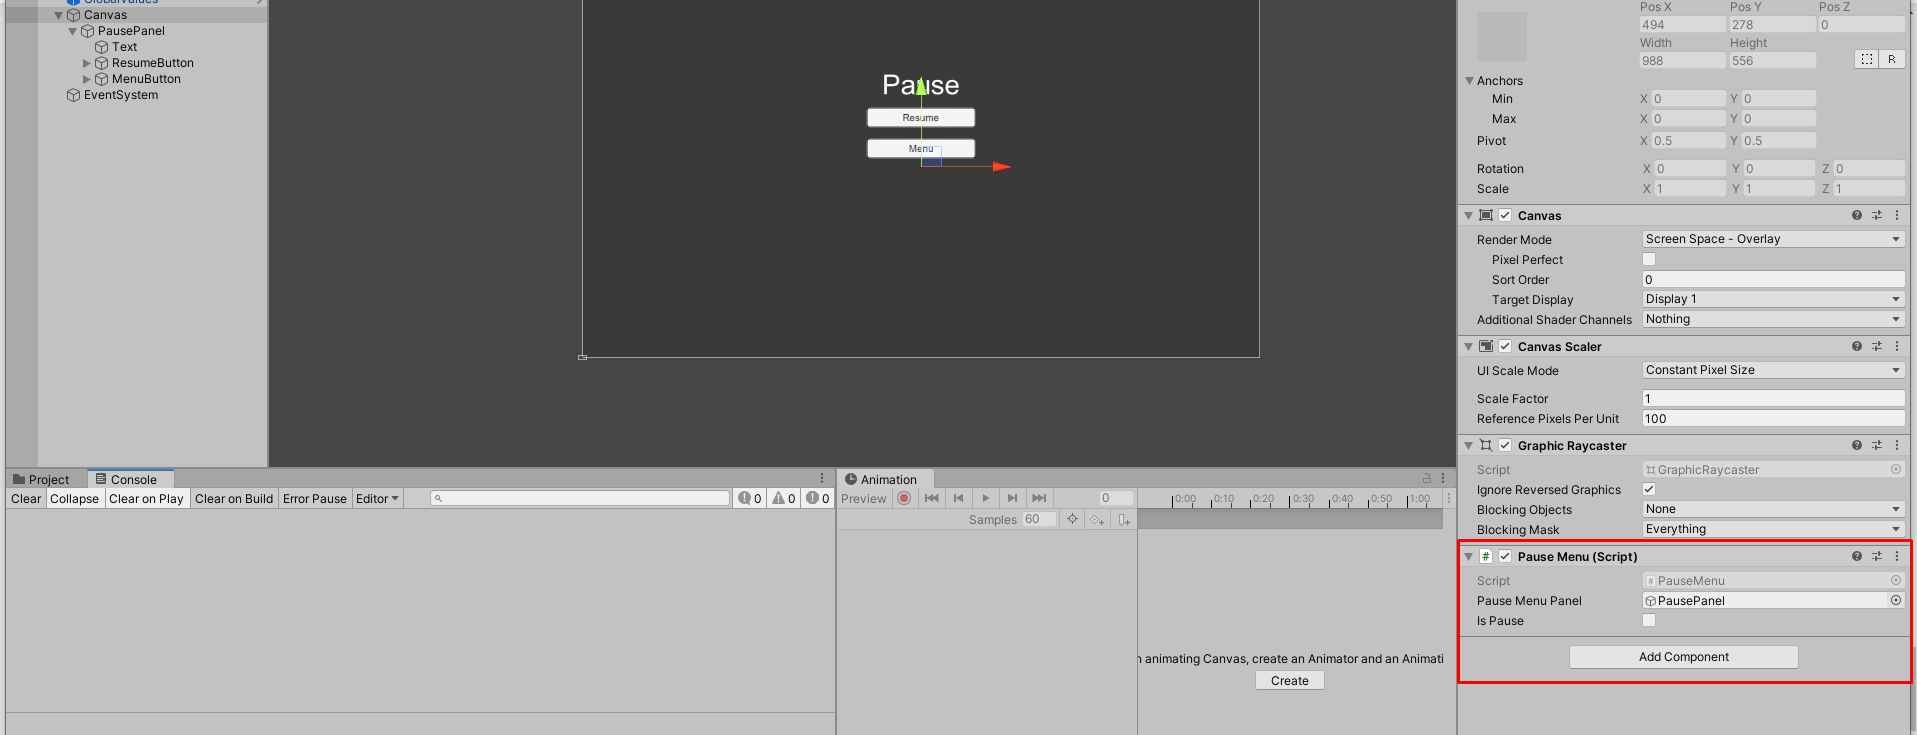 GlobalValues
Canvas
PausePanel
Text
ResumeButton
MenuButton
EventSystem
Pause
Resume
Menu
Pos X Pos Y Pos Z
494 278 0
Width Height
988 556
R
Anchors
Min X 0 Y 0
Max X 0 Y 0
Pivot X 0.5 Y 0.5
Rotation X 0 Y 0 Z 0
Scale X 1 Y 1 Z 1
Canvas
Render Mode Screen Space - Overlay
Pixel Perfect
Sort Order 0
Target Display Display 1
Additional Shader Channels Nothing
Canvas Scaler
UI Scale Mode Constant Pixel Size
Scale Factor 1
Reference Pixels Per Unit 100
Graphic Raycaster
Script GraphicRaycaster
Ignore Reversed Graphics
Blocking Objects None
Blocking Mask Everything
# Pause Menu (Script)
Script # PauseMenu
Pause Menu Panel PausePanel
Is Pause
Add Component
Project Console
Clear Collapse Clear on Play Clear on Build Error Pause Editor 0 0 0
Animation
Preview 0 0:00 0:10 0:20 0:30 0:40 0:50 1:00
Samples 60
n animating Canvas, create an Animator and an Animati
Create